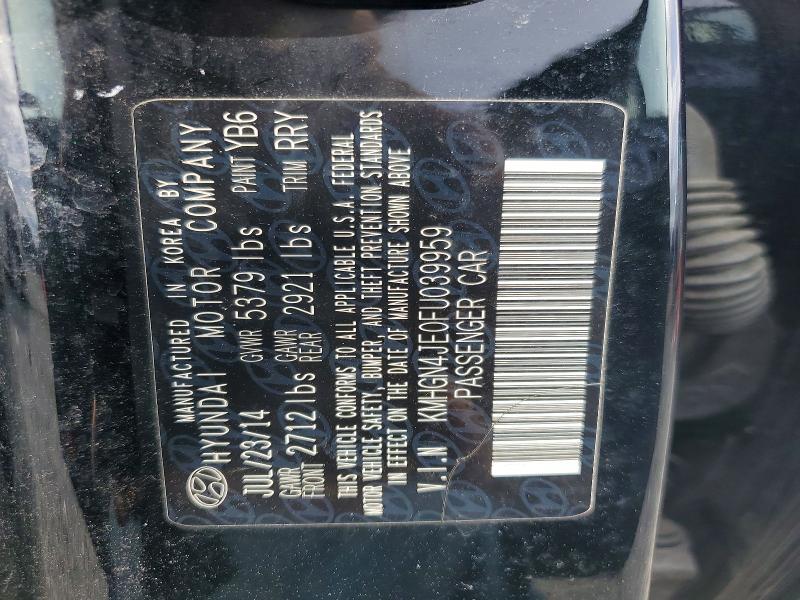 MANUFACTURED IN KOREA BY
HYUNDAI MOTOR COMPANY
JUL/23/14 GVWR 5379 lbs PAINT YB6
GAWR FRONT 2712 lbs GAWR REAR 2921 lbs TRIM RRY
THIS VEHICLE CONFORMS TO ALL APPLICABLE U.S.A. FEDERAL
MOTOR VEHICLE SAFETY, BUMPER, AND THEFT PREVENTION STANDARDS
IN EFFECT ON THE DATE OF MANUFACTURE SHOWN ABOVE
V.I.N KMHGN4JE0FU039959
PASSENGER CAR